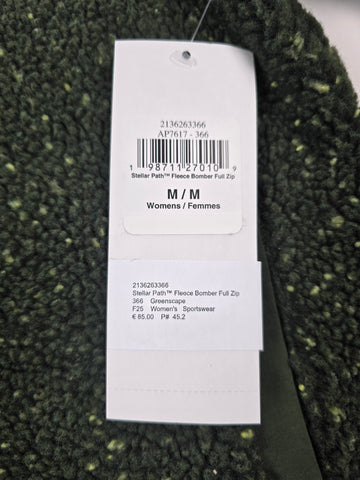 2136263366
AP7617 - 366
1 98711 27010 9
Stellar Path™ Fleece Bomber Full Zip
M / M
Womens / Femmes
2136263366
Stellar Path™ Fleece Bomber Full Zip
366 Greenscape
F25 Women's Sportswear
€ 85.00 P# 45.2